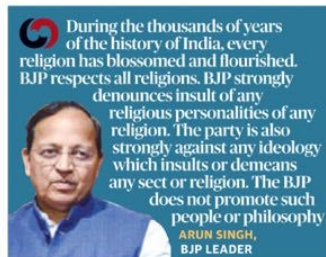 During the thousands of years
of the history of India, every
religion has blossomed and flourished.
BJP respects all religions. BJP strongly
denounces insult of any
religious personalities of any
religion. The party is also
strongly against any ideology
which insults or demeans
any sect or religion. The BJP
does not promote such
people or philosophy
ARUN SINGH,
BJP LEADER